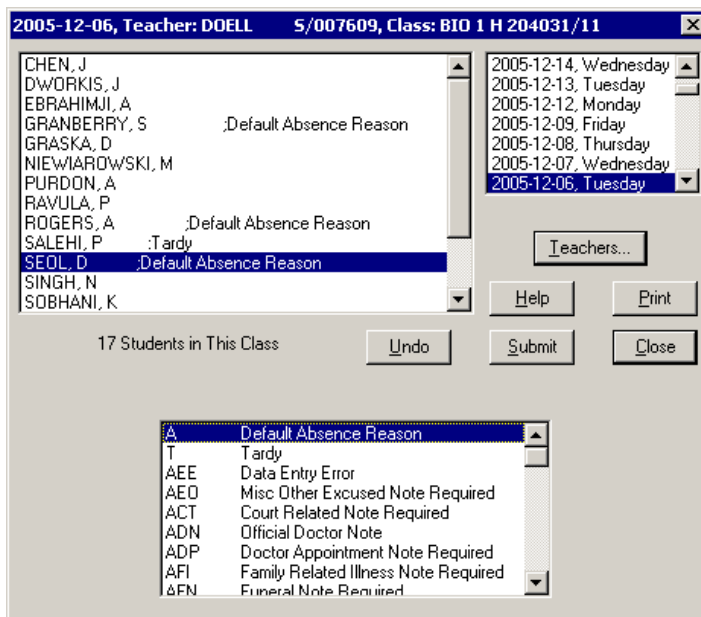 2005-12-06, Teacher: DOELL S/007609, Class: BIO 1 H 204031/11
CHEN, J
DWORKIS, J
EBRAHIMJI, A
GRANBERRY, S ;Default Absence Reason
GRASKA, D
NIEWIAROWSKI, M
PURDON, A
RAVULA, P
ROGERS, A ;Default Absence Reason
SALEHI, P ;Tardy
SEOL, D ;Default Absence Reason
SINGH, N
SOBHANI, K
2005-12-14, Wednesday
2005-12-13, Tuesday
2005-12-12, Monday
2005-12-09, Friday
2005-12-08, Thursday
2005-12-07, Wednesday
2005-12-06, Tuesday
Teachers...
Help Print
17 Students in This Class Undo Submit Close
A Default Absence Reason
T Tardy
AEE Data Entry Error
AEO Misc Other Excused Note Required
ACT Court Related Note Required
ADN Official Doctor Note
ADP Doctor Appointment Note Required
AFI Family Related Illness Note Required
AFN Funeral Note Required